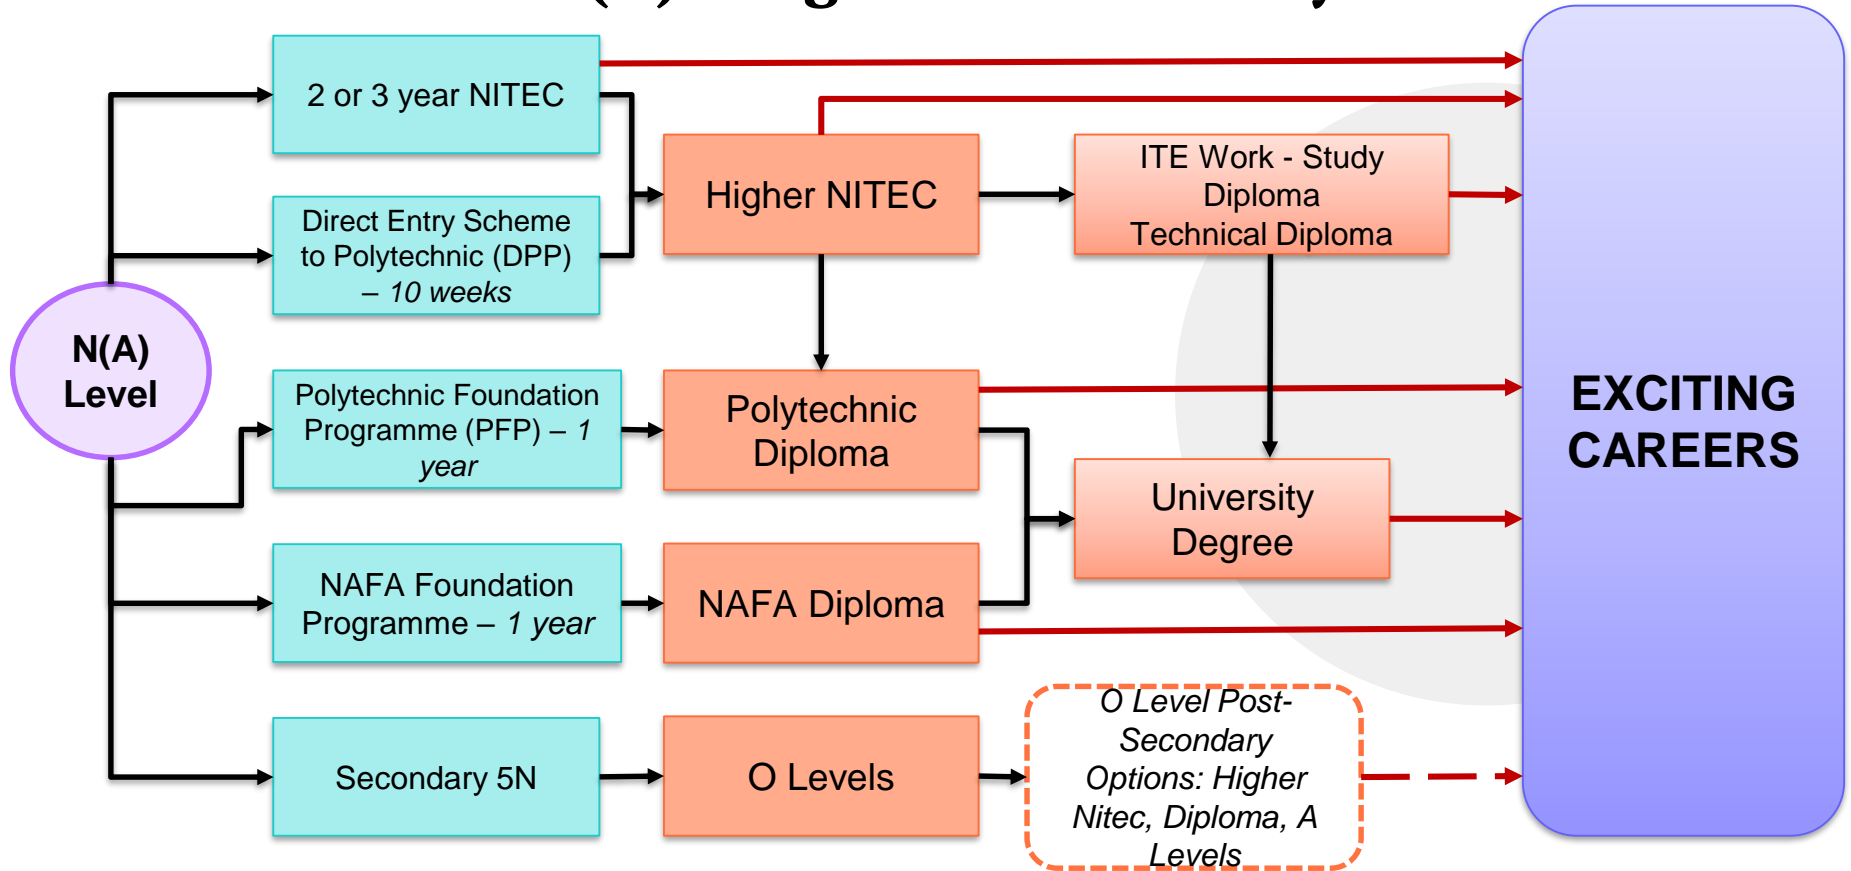 2 or 3 year NITEC
Direct Entry Scheme
to Polytechnic (DPP)
– 10 weeks
Higher NITEC
ITE Work - Study
Diploma
Technical Diploma
N(A)
Level
Polytechnic Foundation
Programme (PFP) – 1
year
Polytechnic
Diploma
EXCITING
CAREERS
University
Degree
NAFA Foundation
Programme – 1 year
NAFA Diploma
Secondary 5N
O Levels
O Level Post-
Secondary
Options: Higher
Nitec, Diploma, A
Levels